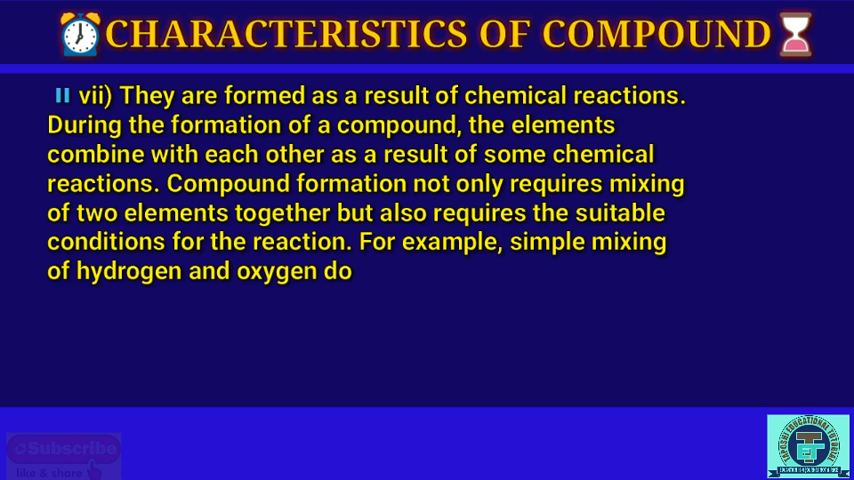 CHARACTERISTICS OF COMPOUND
vii) They are formed as a result of chemical reactions.
During the formation of a compound, the elements
combine with each other as a result of some chemical
reactions. Compound formation not only requires mixing
of two elements together but also requires the suitable
conditions for the reaction. For example, simple mixing
of hydrogen and oxygen do
Subscribe
like & share